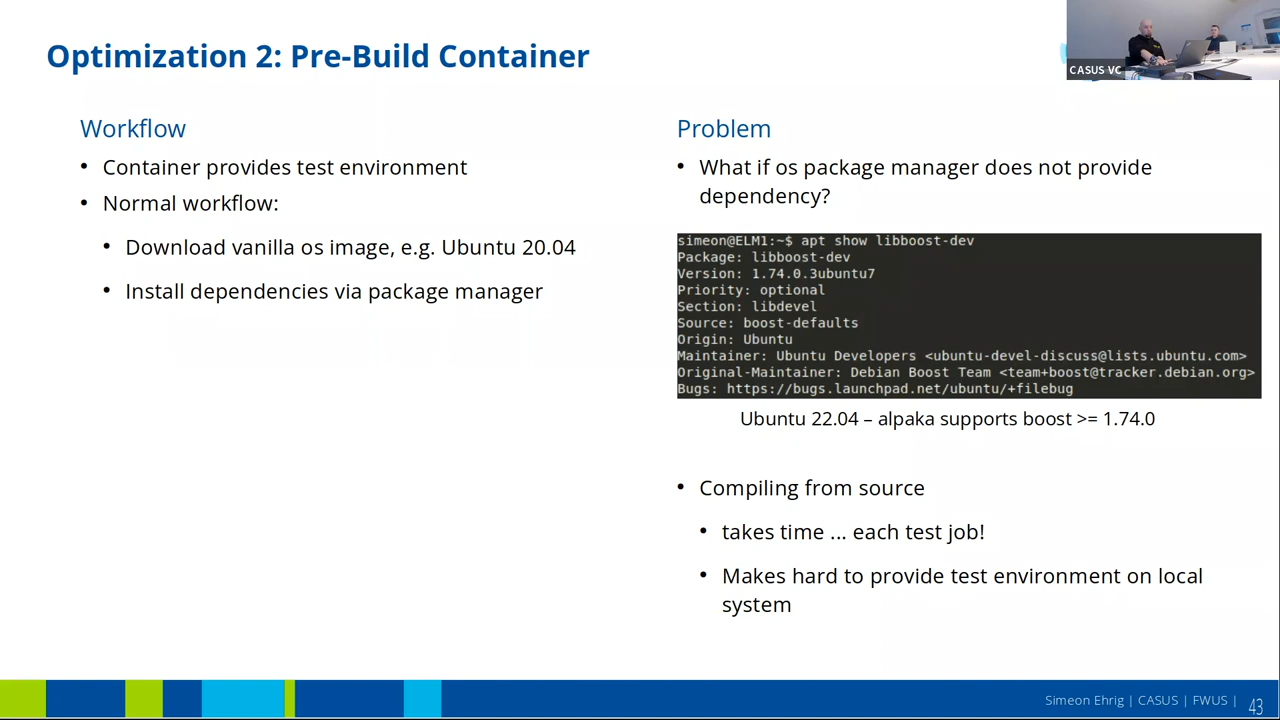 Optimization 2: Pre-Build Container
CASUS VC
Workflow
• Container provides test environment
• Normal workflow:
• Download vanilla os image, e.g. Ubuntu 20.04
• Install dependencies via package manager
Problem
• What if os package manager does not provide
dependency?
simeon@ELM1:~$ apt show libboost-dev
Package: libboost-dev
Version: 1.74.0.3ubuntu7
Priority: optional
Section: libdevel
Source: boost-defaults
Origin: Ubuntu
Maintainer: Ubuntu Developers <ubuntu-devel-discuss@lists.ubuntu.com>
Original-Maintainer: Debian Boost Team <team+boost@tracker.debian.org>
Bugs: https://bugs.launchpad.net/ubuntu/+filebug
Ubuntu 22.04 – alpaka supports boost >= 1.74.0
• Compiling from source
• takes time ... each test job!
• Makes hard to provide test environment on local
system
Simeon Ehrig | CASUS | FWUS |
43